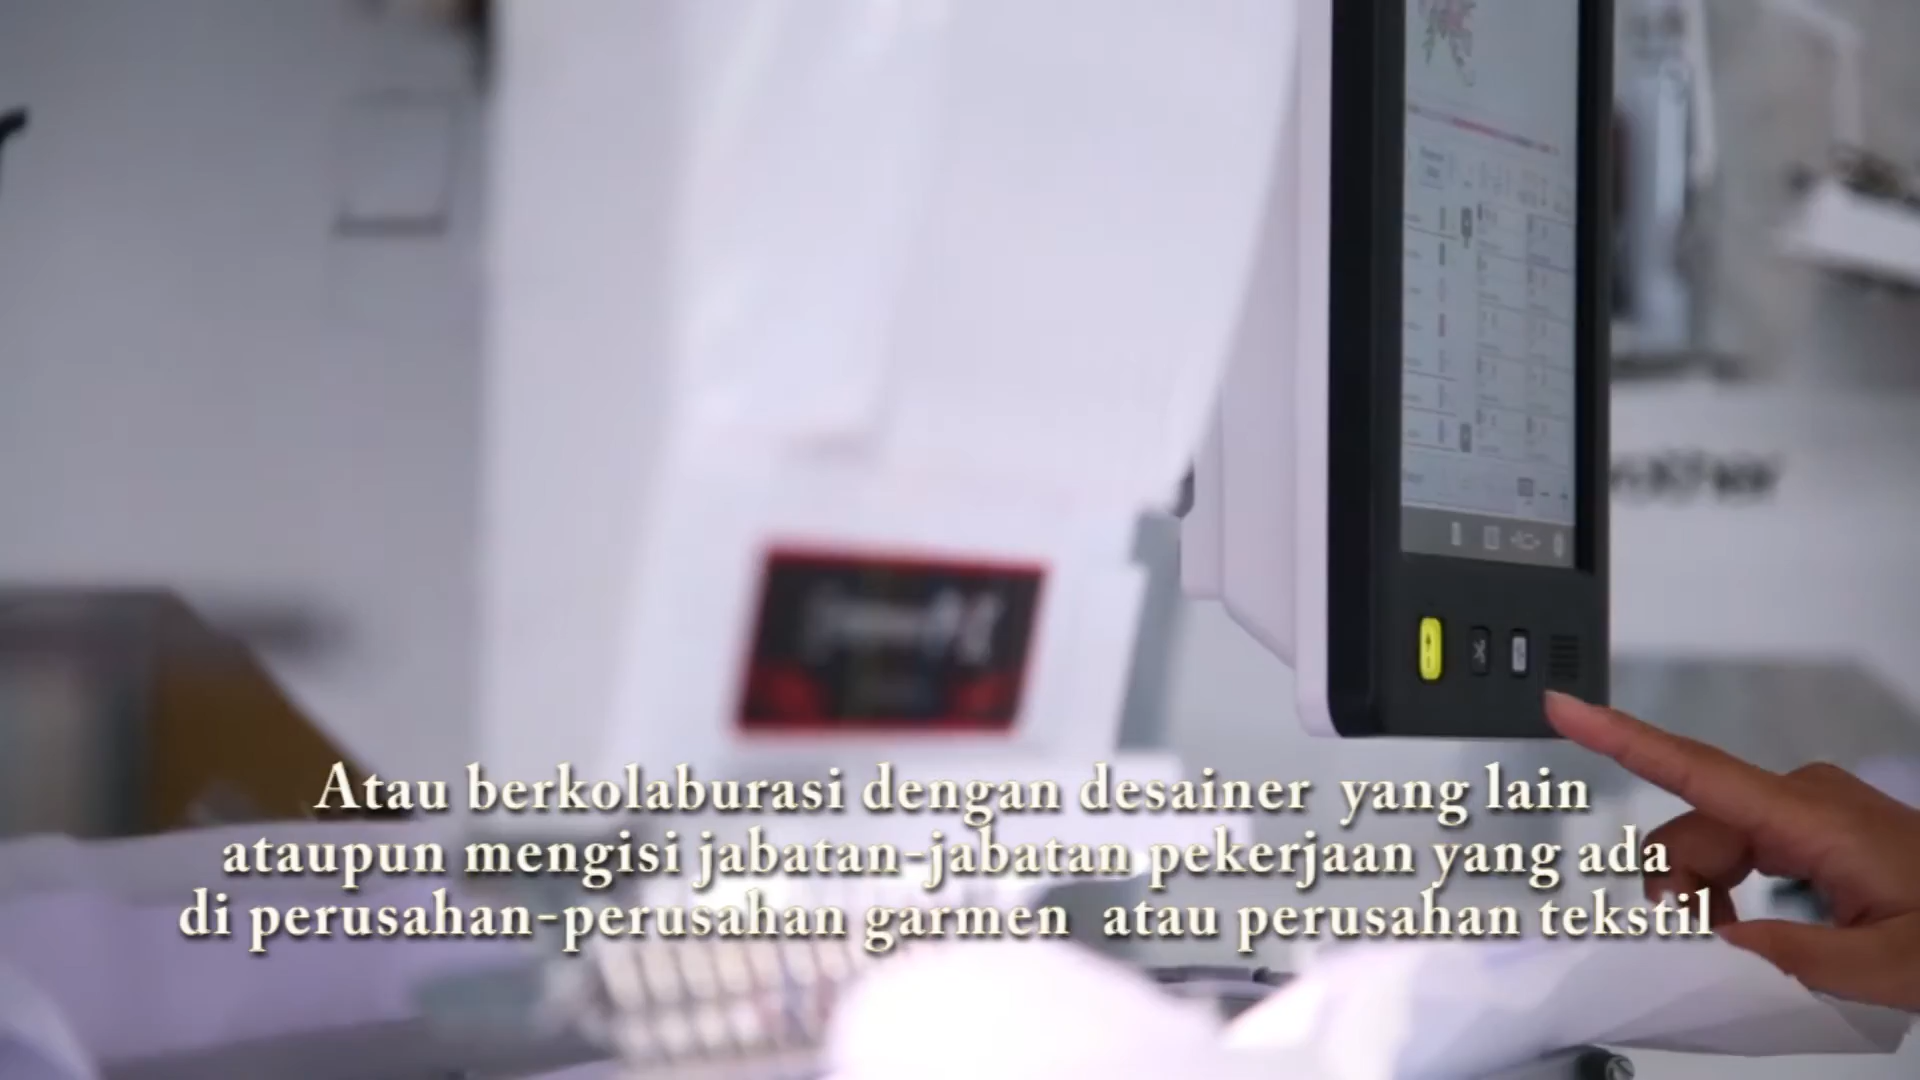 Atau berkolaburasi dengan desainer yang lain
ataupun mengisi jabatan-jabatan pekerjaan yang ada
di perusahan-perusahan garmen atau perusahan tekstil